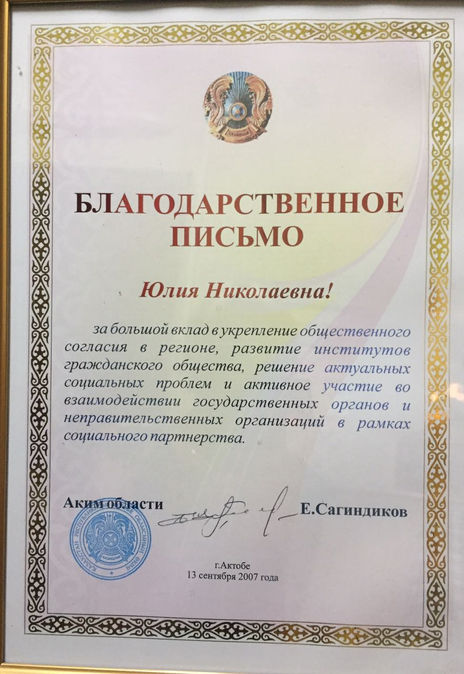 БЛАГОДАРСТВЕННОЕ
ПИСЬМО
Юлия Николаевна!
за большой вклад в укрепление общественного
согласия в регионе, развитие институтов
гражданского общества, решение актуальных
социальных проблем и активное участие во
взаимодействии государственных органов и
неправительственных организаций в рамках
социального партнерства.
Аким области
Е.Сагиндиков
г.Актобе
13 сентября 2007 года